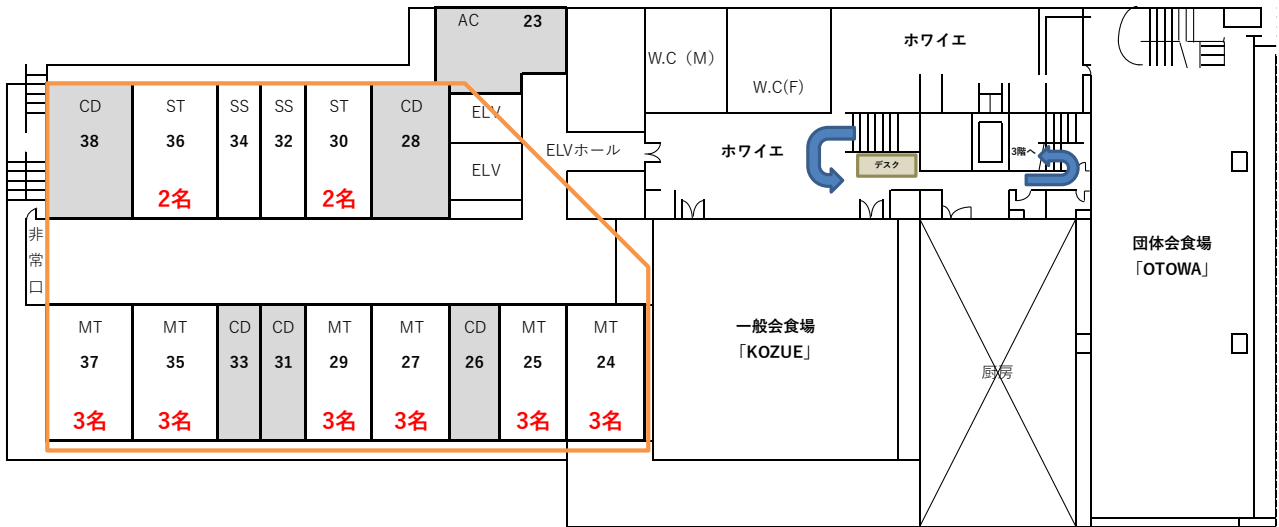 AC 23
ホワイエ
W.C（M）
W.C(F)
CD ST SS SS ST CD
38 36 34 32 30 28
2名 2名
ELV
ELV
ELVホール
ホワイエ
デスク
3階へ
非
常
口
団体会食場
「OTOWA」
MT MT CD CD MT MT CD MT MT
37 35 33 31 29 27 26 25 24
3名 3名 3名 3名 3名 3名
一般会食場
「KOZUE」
厨房